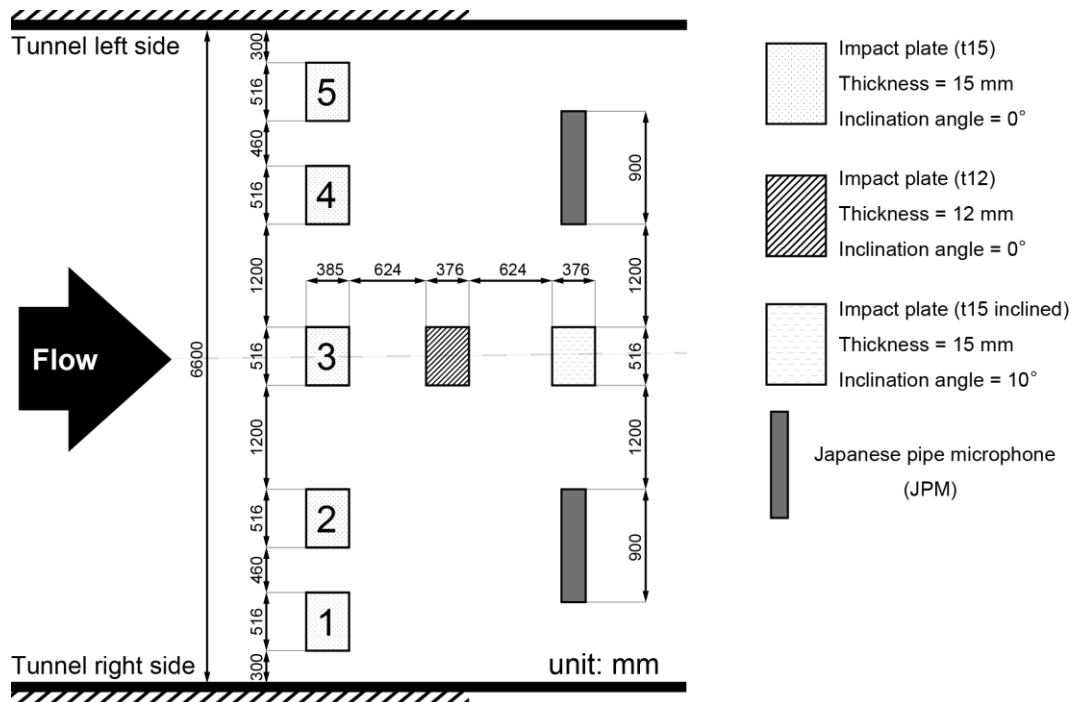 Tunnel left side
300
516
5
460
516
4
1200
385
624
376
624
376
Flow
6600
516
3
1200
516
2
460
516
1
300
Tunnel right side
900
1200
516
1200
900
unit: mm
Impact plate (t15)
Thickness = 15 mm
Inclination angle = 0°
Impact plate (t12)
Thickness = 12 mm
Inclination angle = 0°
Impact plate (t15 inclined)
Thickness = 15 mm
Inclination angle = 10°
Japanese pipe microphone
(JPM)